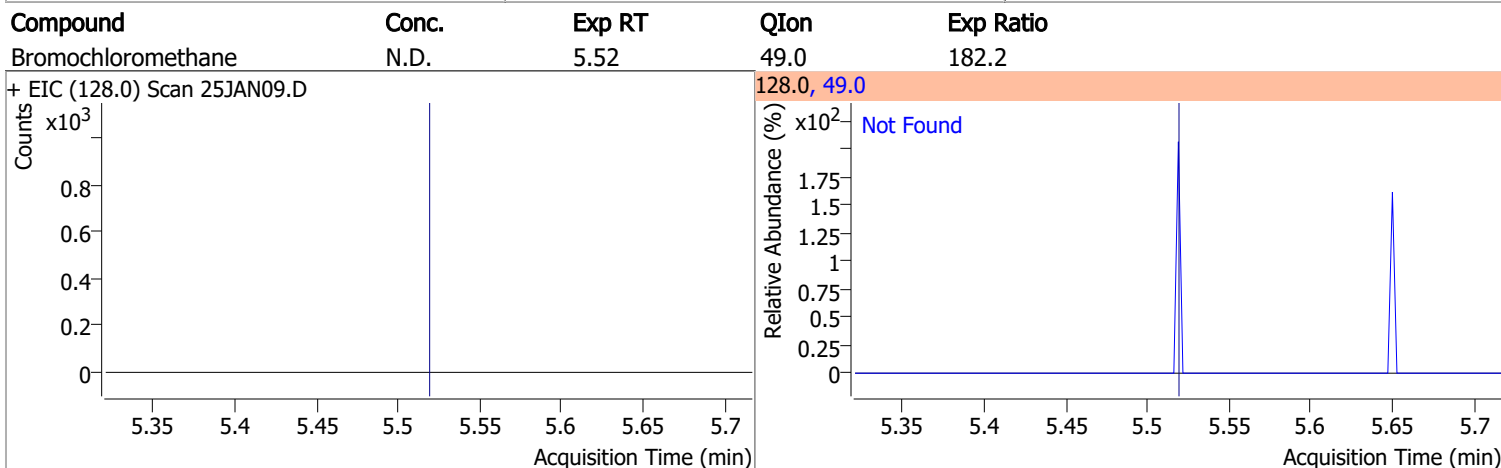 Compound Conc. Exp RT QIon Exp Ratio
Bromochloromethane N.D. 5.52 49.0 182.2
+ EIC (128.0) Scan 25JAN09.D
Counts
x10³
0.8
0.6
0.4
0.2
0
5.35 5.4 5.45 5.5 5.55 5.6 5.65 5.7
Acquisition Time (min)
128.0, 49.0
Relative Abundance (%)
x10²
Not Found
1.75
1.5
1.25
1
0.75
0.5
0.25
0
5.35 5.4 5.45 5.5 5.55 5.6 5.65 5.7
Acquisition Time (min)